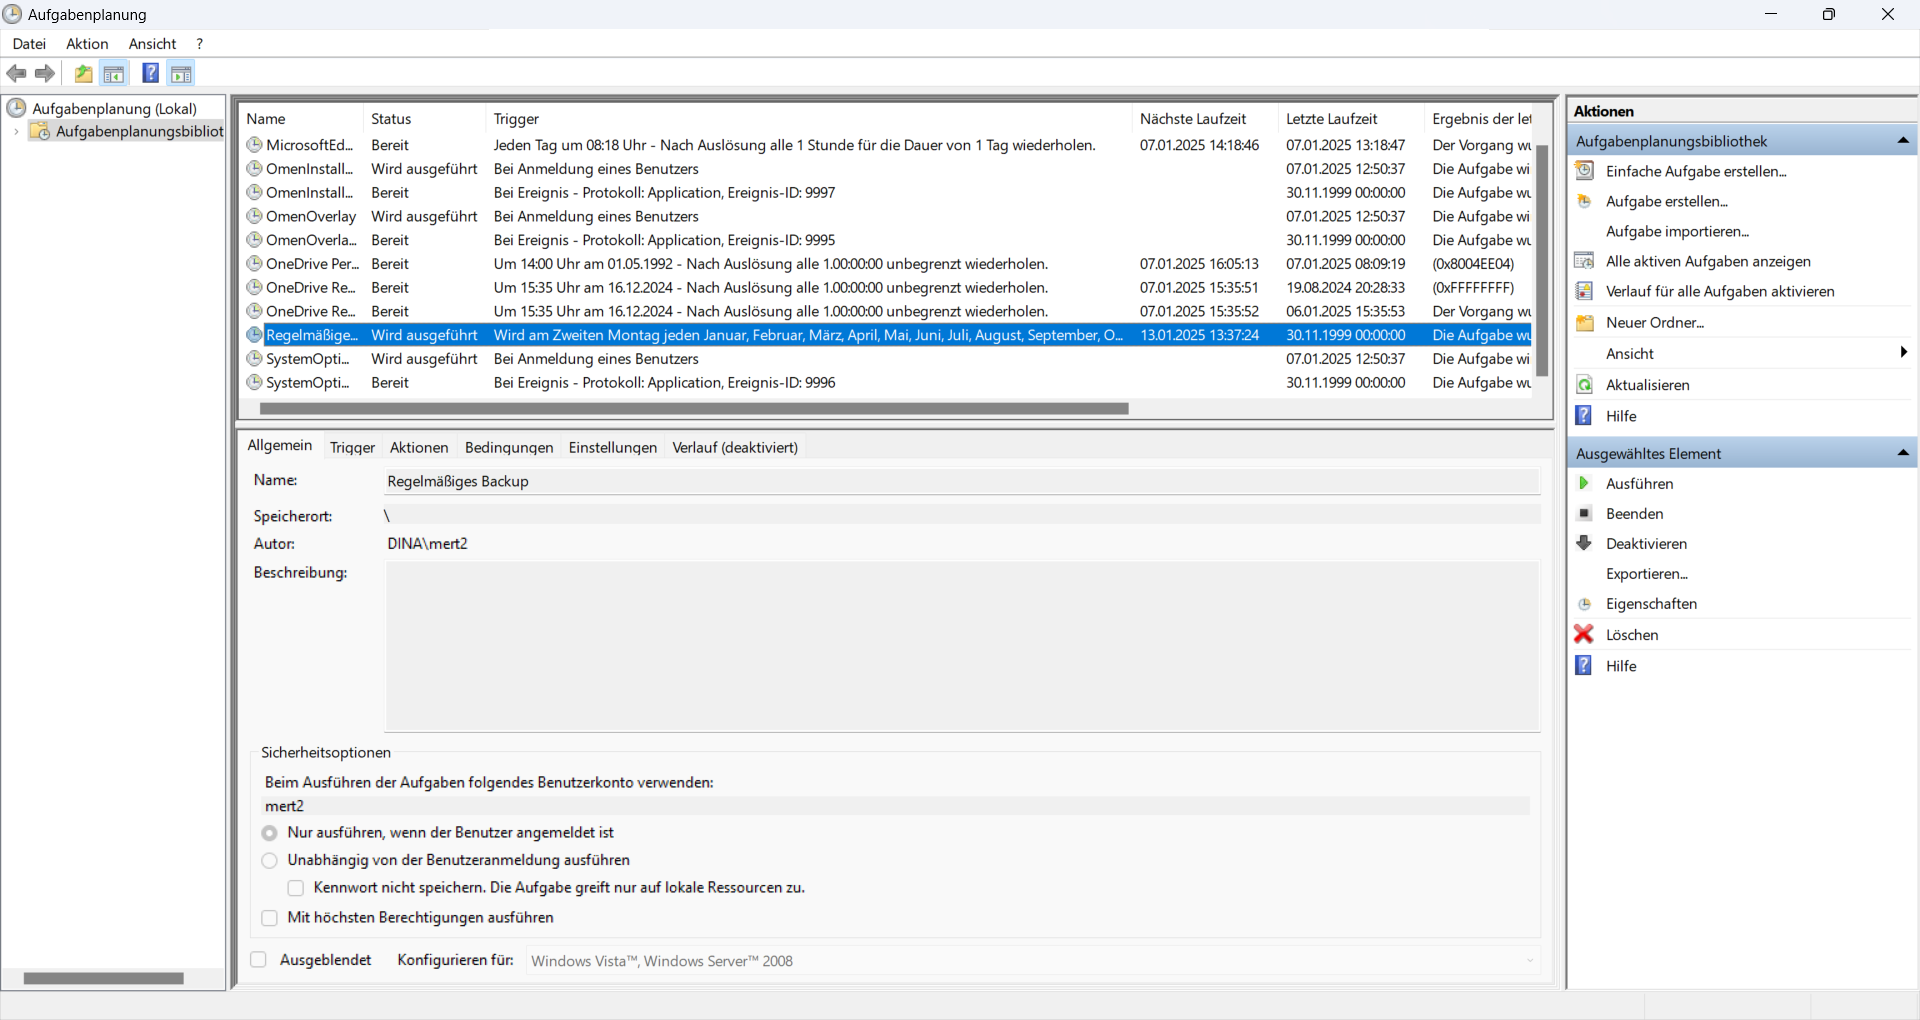 Aufgabenplanung
Datei Aktion Ansicht ?
Aufgabenplanung (Lokal)
Aufgabenplanungsbibliot
Name Status Trigger Nächste Laufzeit Letzte Laufzeit Ergebnis der let
MicrosoftEd... Bereit Jeden Tag um 08:18 Uhr - Nach Auslösung alle 1 Stunde für die Dauer von 1 Tag wiederholen. 07.01.2025 14:18:46 07.01.2025 13:18:47 Der Vorgang wu
OmenInstall... Wird ausgeführt Bei Anmeldung eines Benutzers 07.01.2025 12:50:37 Die Aufgabe wi
OmenInstall... Bereit Bei Ereignis - Protokoll: Application, Ereignis-ID: 9997 30.11.1999 00:00:00 Die Aufgabe wu
OmenOverlay Wird ausgeführt Bei Anmeldung eines Benutzers 07.01.2025 12:50:37 Die Aufgabe wi
OmenOverla... Bereit Bei Ereignis - Protokoll: Application, Ereignis-ID: 9995 30.11.1999 00:00:00 Die Aufgabe wu
OneDrive Per... Bereit Um 14:00 Uhr am 01.05.1992 - Nach Auslösung alle 1.00:00:00 unbegrenzt wiederholen. 07.01.2025 16:05:13 07.01.2025 08:09:19 (0x8004EE04)
OneDrive Re... Bereit Um 15:35 Uhr am 16.12.2024 - Nach Auslösung alle 1.00:00:00 unbegrenzt wiederholen. 07.01.2025 15:35:51 19.08.2024 20:28:33 (0xFFFFFFFF)
OneDrive Re... Bereit Um 15:35 Uhr am 16.12.2024 - Nach Auslösung alle 1.00:00:00 unbegrenzt wiederholen. 07.01.2025 15:35:52 06.01.2025 15:35:53 Der Vorgang wu
Regelmäßige... Wird ausgeführt Wird am Zweiten Montag jeden Januar, Februar, März, April, Mai, Juni, Juli, August, September, O... 13.01.2025 13:37:24 30.11.1999 00:00:00 Die Aufgabe wu
SystemOpti... Wird ausgeführt Bei Anmeldung eines Benutzers 07.01.2025 12:50:37 Die Aufgabe wi
SystemOpti... Bereit Bei Ereignis - Protokoll: Application, Ereignis-ID: 9996 30.11.1999 00:00:00 Die Aufgabe wu
Allgemein Trigger Aktionen Bedingungen Einstellungen Verlauf (deaktiviert)
Name: Regelmäßiges Backup
Speicherort: \
Autor: DINA\mert2
Beschreibung:
Sicherheitsoptionen
Beim Ausführen der Aufgaben folgendes Benutzerkonto verwenden:
mert2
Nur ausführen, wenn der Benutzer angemeldet ist
Unabhängig von der Benutzeranmeldung ausführen
Kennwort nicht speichern. Die Aufgabe greift nur auf lokale Ressourcen zu.
Mit höchsten Berechtigungen ausführen
Ausgeblendet Konfigurieren für: Windows Vista™, Windows Server™ 2008
Aktionen
Aufgabenplanungsbibliothek
Einfache Aufgabe erstellen...
Aufgabe erstellen...
Aufgabe importieren...
Alle aktiven Aufgaben anzeigen
Verlauf für alle Aufgaben aktivieren
Neuer Ordner...
Ansicht
Aktualisieren
Hilfe
Ausgewähltes Element
Ausführen
Beenden
Deaktivieren
Exportieren...
Eigenschaften
Löschen
Hilfe